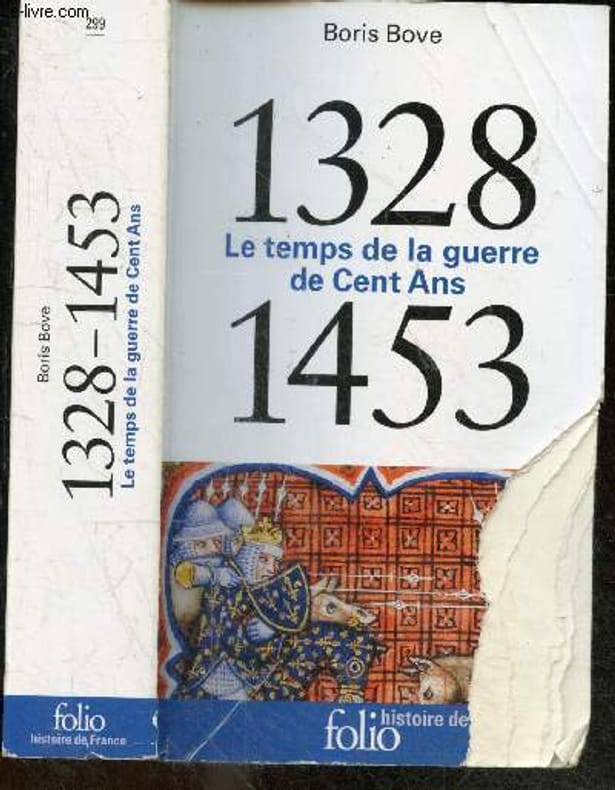 e-livre.com
299
Boris Bove
1328-1453
Le temps de la guerre de Cent Ans
folio
histoire de France
Boris Bove
1328
Le temps de la guerre
de Cent Ans
1453
histoire de
folio